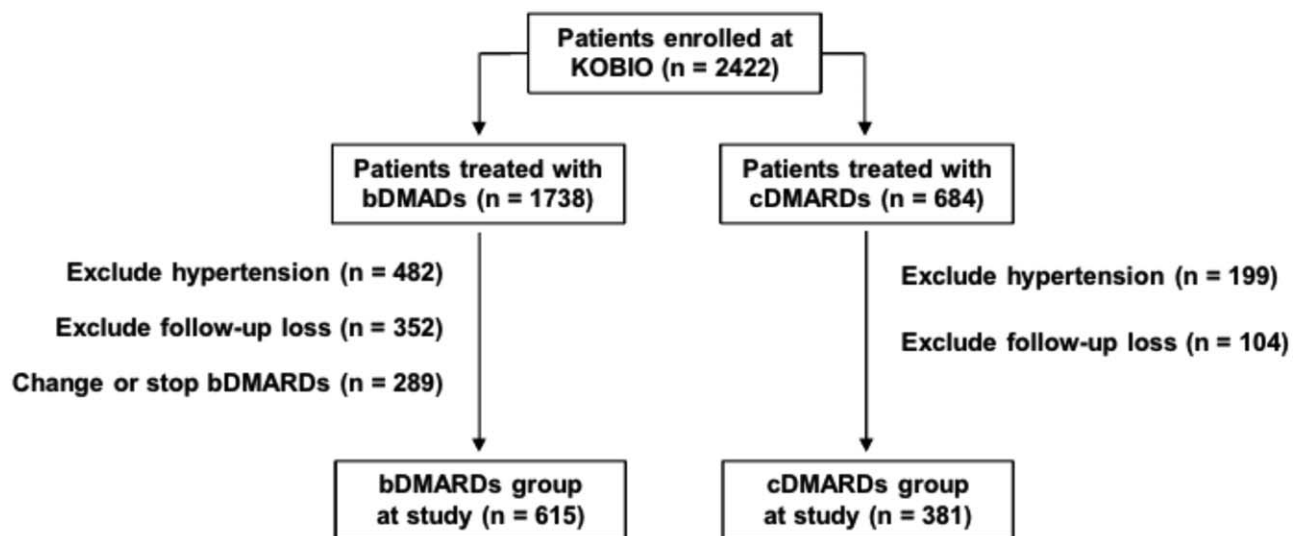 Patients enrolled at
KOBIO (n = 2422)
Patients treated with
bDMADs (n = 1738)
Patients treated with
cDMARDs (n = 684)
Exclude hypertension (n = 482)
Exclude follow-up loss (n = 352)
Change or stop bDMARDs (n = 289)
Exclude hypertension (n = 199)
Exclude follow-up loss (n = 104)
bDMARDs group
at study (n = 615)
cDMARDs group
at study (n = 381)